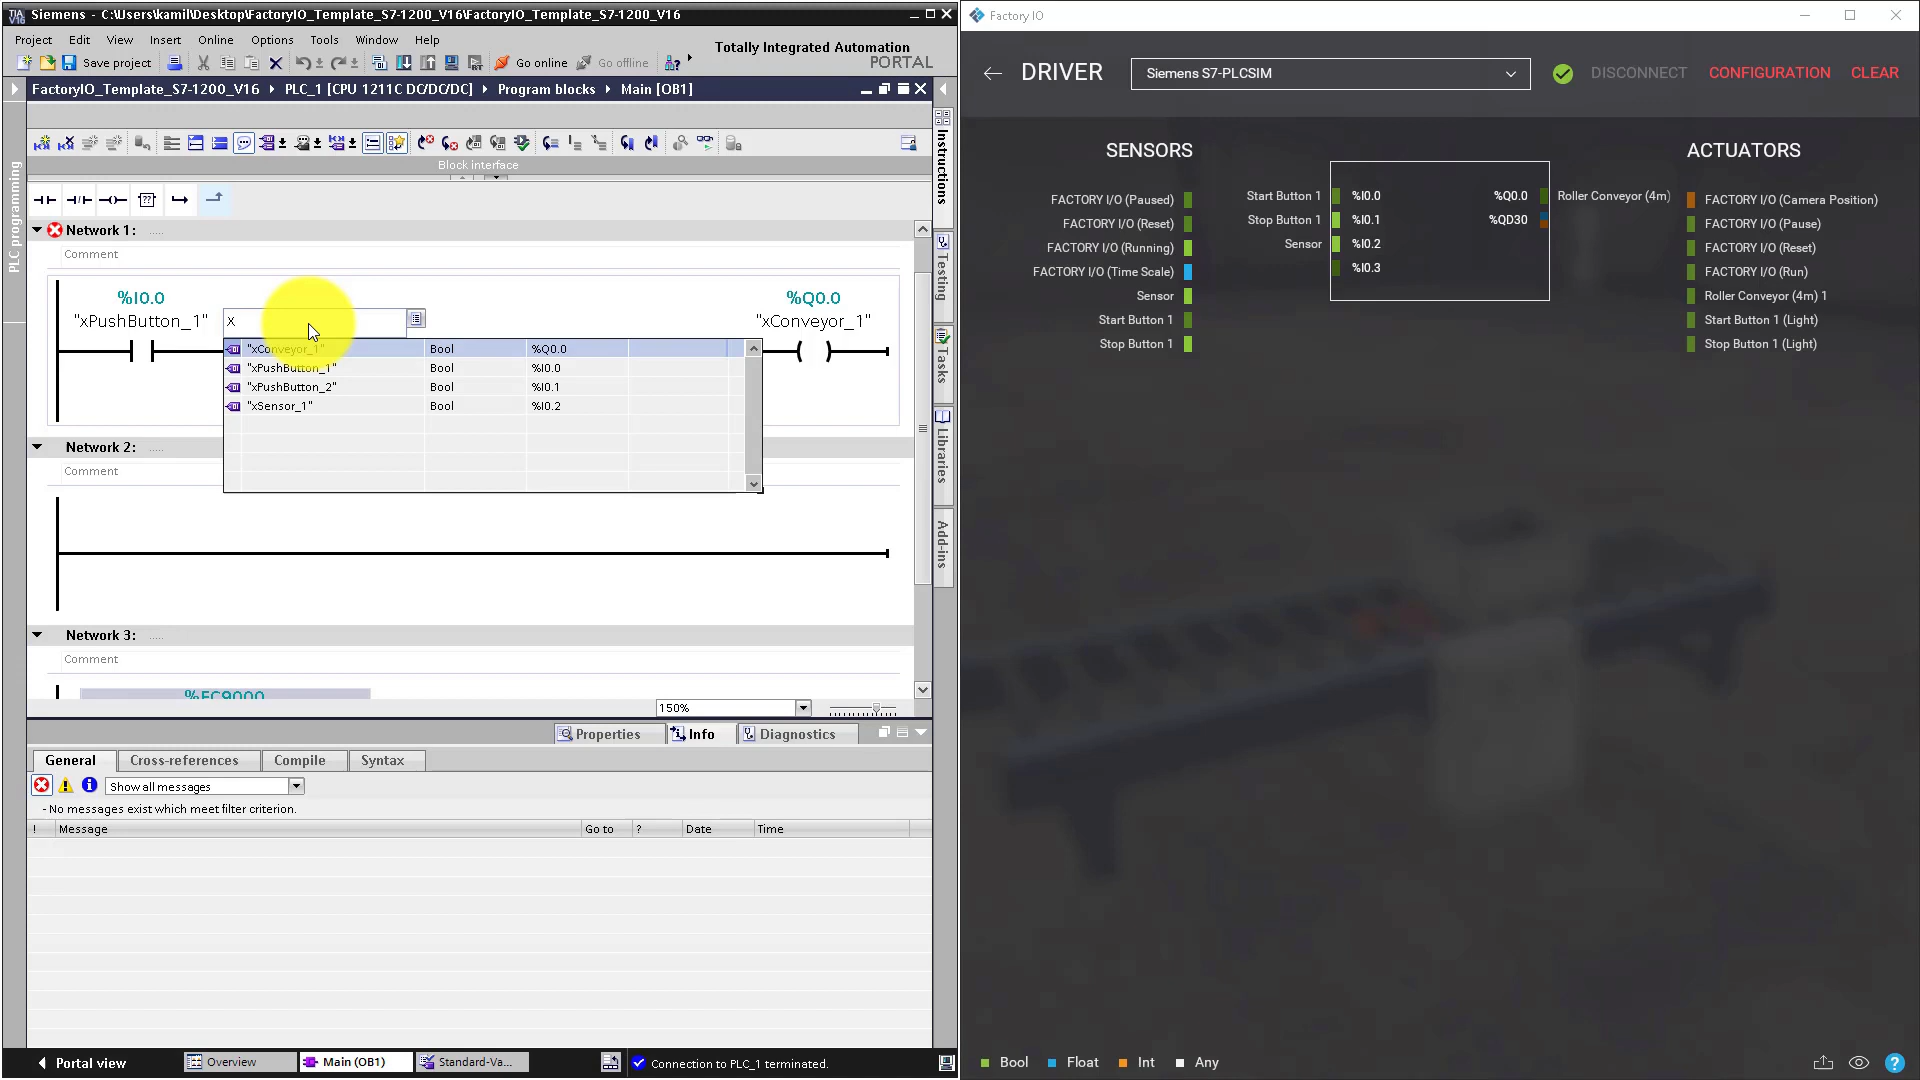 Siemens - C:\Users\kamil\Desktop\FactoryIO_Template_S7-1200_V16\FactoryIO_Template_S7-1200_V16
Project Edit View Insert Online Options Tools Window Help
Totally Integrated Automation
PORTAL
Save project
Go online
Go offline
FactoryIO_Template_S7-1200_V16 PLC_1 [CPU 1211C DC/DC/DC] Program blocks Main [OB1]
PLC programming
Block interface
Network 1: .....
Comment
%I0.0
"xPushButton_1"
x
%Q0.0
"xConveyor_1"
"xConveyor_1" Bool %Q0.0
"xPushButton_1" Bool %I0.0
"xPushButton_2" Bool %I0.1
"xSensor_1" Bool %I0.2
Network 2: .....
Comment
Network 3: .....
Comment
%FC9000
150%
Instructions
Testing
Tasks
Libraries
Add-ins
Properties Info Diagnostics
General Cross-references Compile Syntax
Show all messages
- No messages exist which meet filter criterion.
! Message Go to ? Date Time
Portal view Overview Main (OB1) Standard-Va... Connection to PLC_1 terminated.
Factory IO
DRIVER Siemens S7-PLCSIM DISCONNECT CONFIGURATION CLEAR
SENSORS
FACTORY I/O (Paused)
FACTORY I/O (Reset)
FACTORY I/O (Running)
FACTORY I/O (Time Scale)
Sensor
Start Button 1
Stop Button 1
Start Button 1 %I0.0 %Q0.0 Roller Conveyor (4m)
Stop Button 1 %I0.1 %QD30
Sensor %I0.2
%I0.3
ACTUATORS
FACTORY I/O (Camera Position)
FACTORY I/O (Pause)
FACTORY I/O (Reset)
FACTORY I/O (Run)
Roller Conveyor (4m) 1
Start Button 1 (Light)
Stop Button 1 (Light)
Bool Float Int Any
?